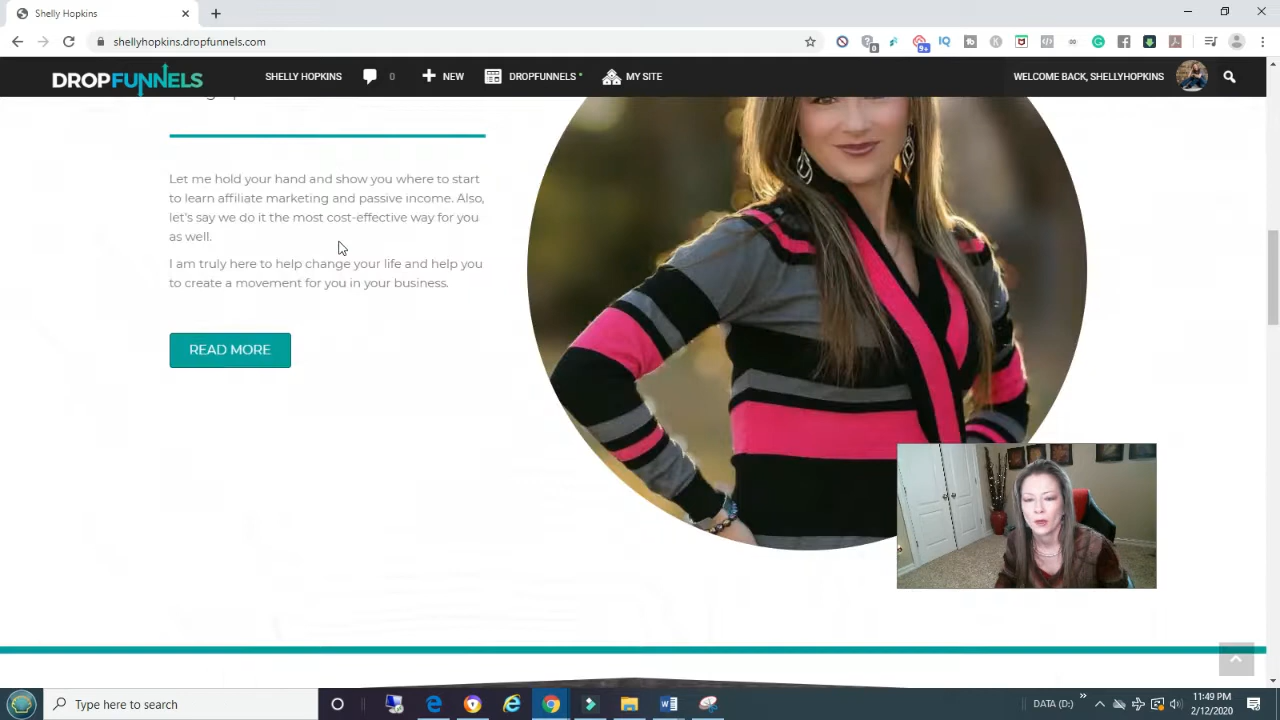 Shelly Hopkins
shellyhopkins.dropfunnels.com
DROPFUNNELS
SHELLY HOPKINS
0
NEW
DROPFUNNELS
MY SITE
WELCOME BACK, SHELLYHOPKINS
Let me hold your hand and show you where to start
to learn affiliate marketing and passive income. Also,
let's say we do it the most cost-effective way for you
as well.
I am truly here to help change your life and help you
to create a movement for you in your business.
READ MORE
Type here to search
DATA (D:)
11:49 PM
2/12/2020